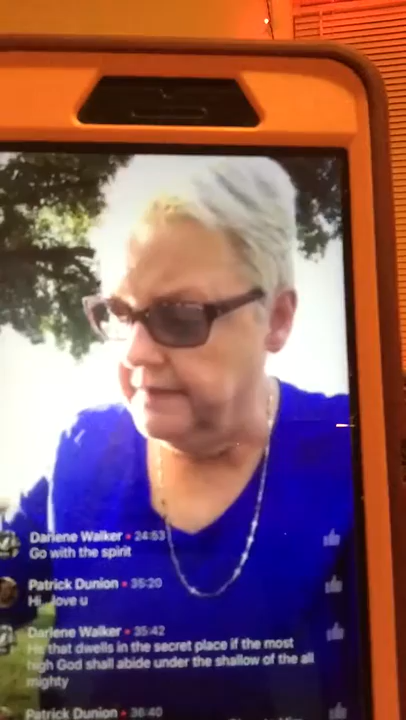 Darlene Walker • 24:53
Go with the spirit
Patrick Dunion • 35:20
Hi...love u
Darlene Walker • 35:42
He that dwells in the secret place if the most
high God shall abide under the shallow of the all
mighty
Patrick Dunion • 36:40